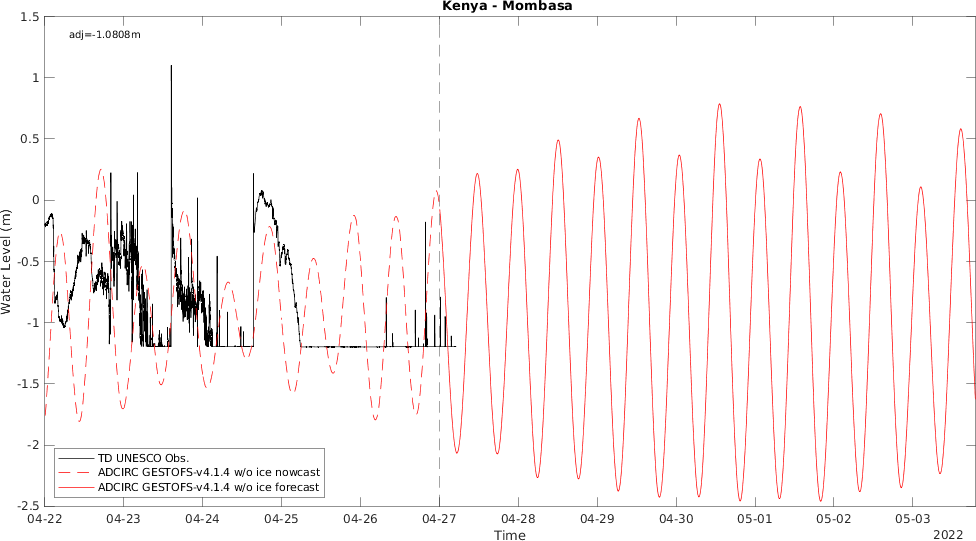 Kenya - Mombasa
adj=-1.0808m
1.5
1
0.5
0
-0.5
-1
-1.5
-2
-2.5
Water Level (m)
TD UNESCO Obs.
ADCIRC GESTOFS-v4.1.4 w/o ice nowcast
ADCIRC GESTOFS-v4.1.4 w/o ice forecast
04-22 04-23 04-24 04-25 04-26 04-27 04-28 04-29 04-30 05-01 05-02 05-03
Time
2022